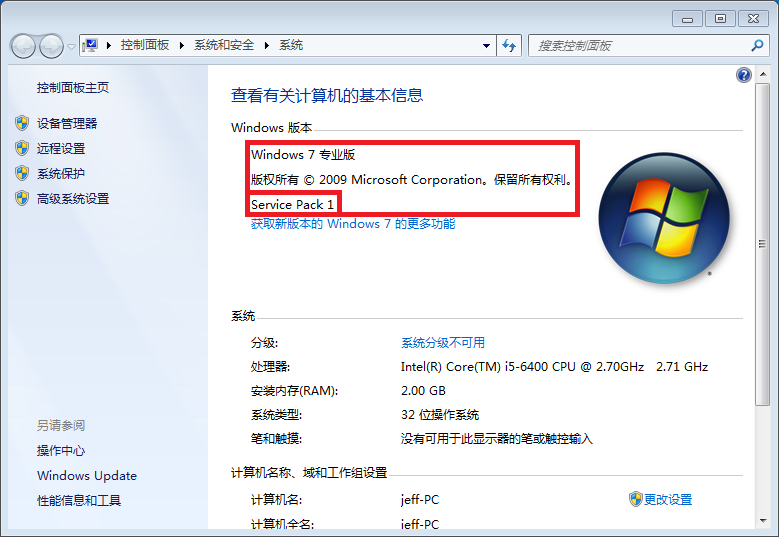 控制面板 ▸ 系统和安全 ▸ 系统
搜索控制面板
控制面板主页
设备管理器
远程设置
系统保护
高级系统设置
另请参阅
操作中心
Windows Update
性能信息和工具
查看有关计算机的基本信息
Windows 版本
Windows 7 专业版
版权所有 © 2009 Microsoft Corporation。保留所有权利。
Service Pack 1
获取新版本的 Windows 7 的更多功能
系统
分级: 系统分级不可用
处理器: Intel(R) Core(TM) i5-6400 CPU @ 2.70GHz 2.71 GHz
安装内存(RAM): 2.00 GB
系统类型: 32 位操作系统
笔和触摸: 没有可用于此显示器的笔或触控输入
计算机名称、域和工作组设置
计算机名: jeff-PC 更改设置
计算机全名: jeff-PC